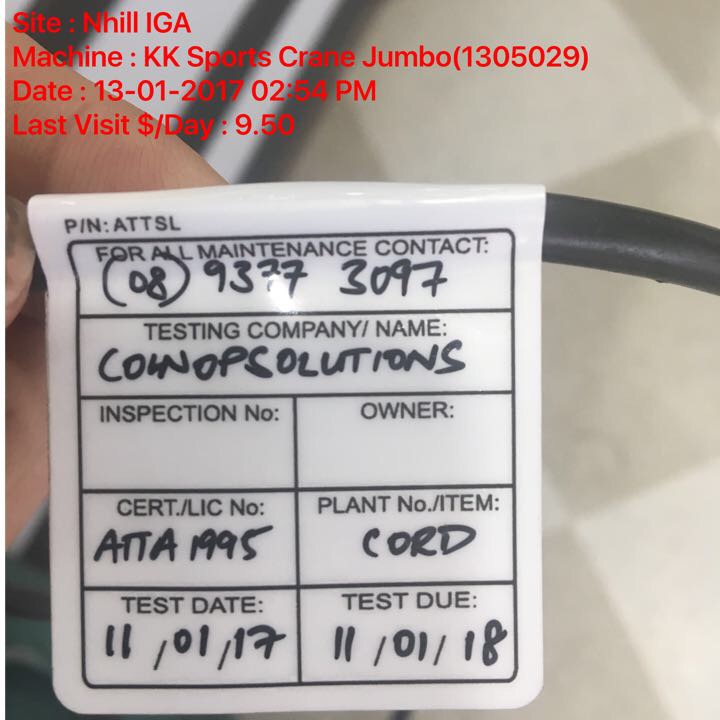 Site : Nhill IGA
Machine : KK Sports Crane Jumbo(1305029)
Date : 13-01-2017 02:54 PM
Last Visit $/Day : 9.50
P/N: ATTSL
FOR ALL MAINTENANCE CONTACT:
(08) 9377 3097
TESTING COMPANY/ NAME:
COINOPSOLUTIONS
INSPECTION No: OWNER:
CERT./LIC No: PLANT No./ITEM:
ATTA 1995 CORD
TEST DATE: TEST DUE:
11/01/17 11/01/18